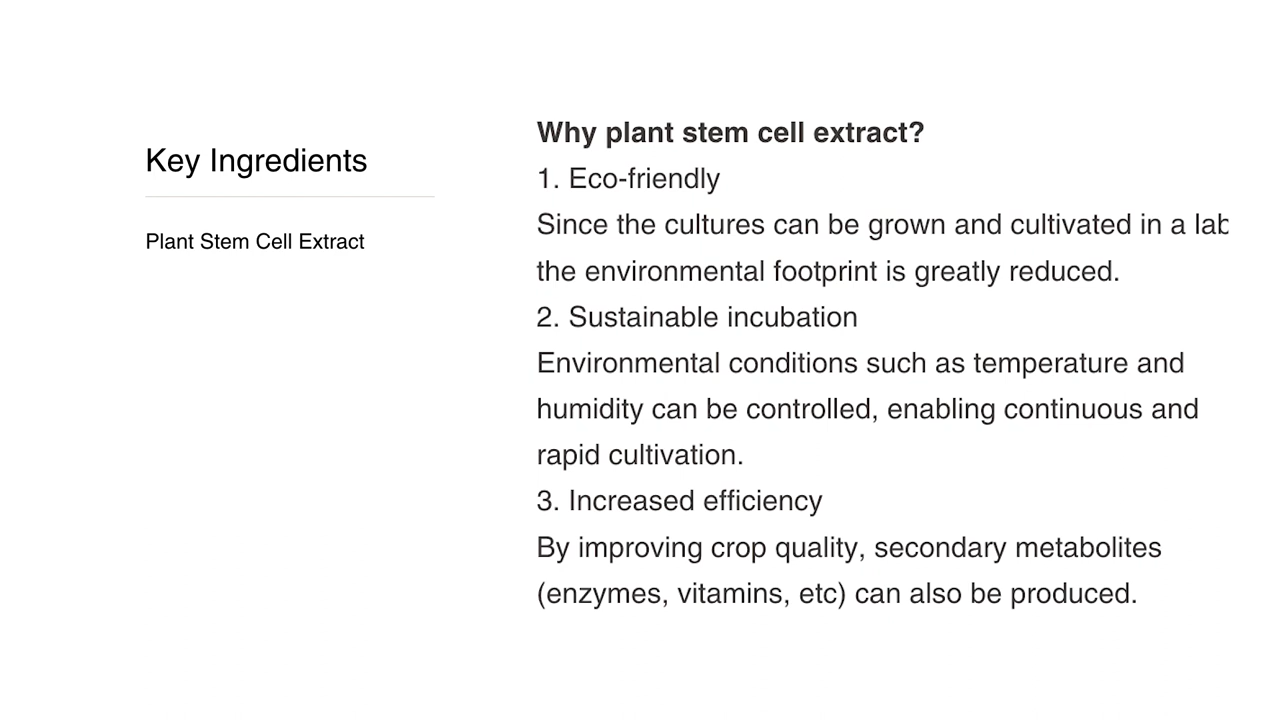 Key Ingredients
Plant Stem Cell Extract
Why plant stem cell extract?
1. Eco-friendly
Since the cultures can be grown and cultivated in a lab
the environmental footprint is greatly reduced.
2. Sustainable incubation
Environmental conditions such as temperature and
humidity can be controlled, enabling continuous and
rapid cultivation.
3. Increased efficiency
By improving crop quality, secondary metabolites
(enzymes, vitamins, etc) can also be produced.